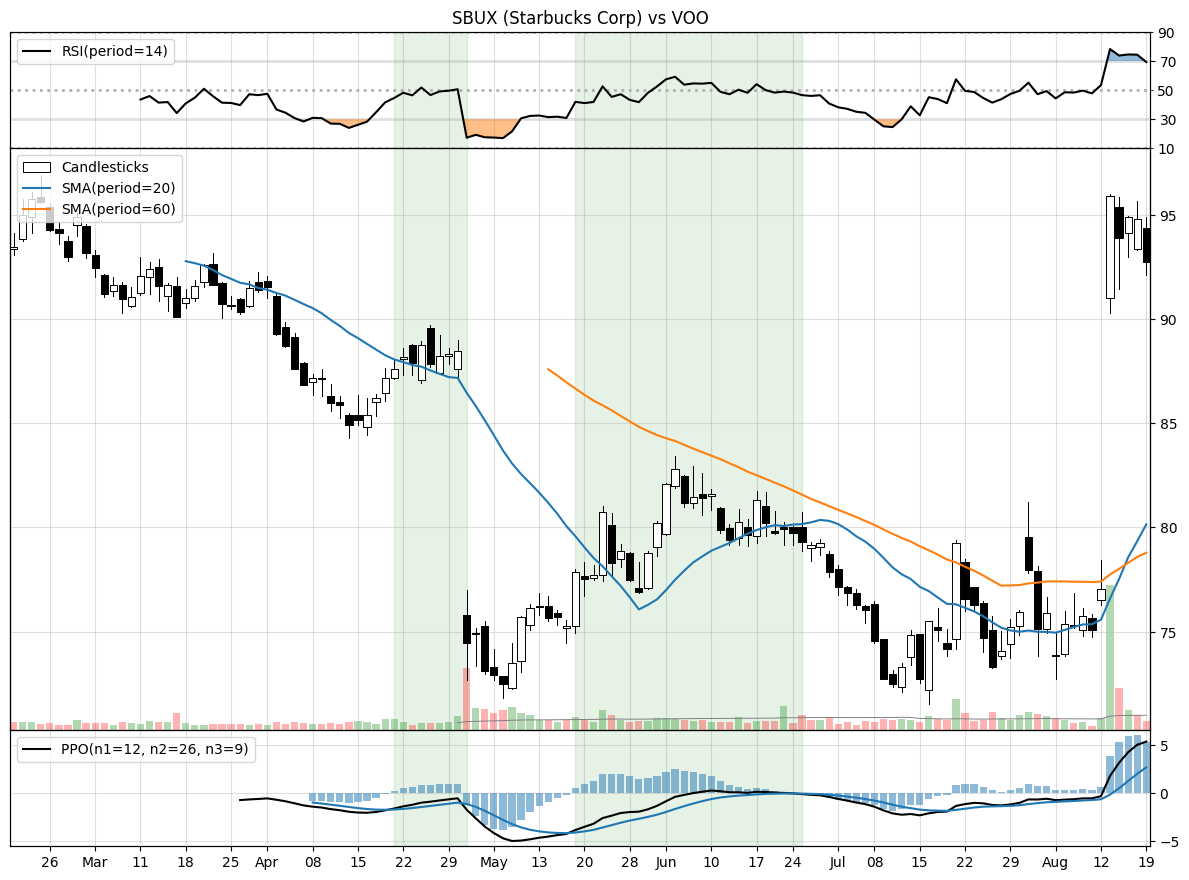 SBUX (Starbucks Corp) vs VOO
RSI(period=14)
90
70
50
30
10
Candlesticks
SMA(period=20)
SMA(period=60)
95
90
85
80
75
PPO(n1=12, n2=26, n3=9)
5
0
−5
26 Mar 11 18 25 Apr 08 15 22 29 May 13 20 28 Jun 10 17 24 Jul 08 15 22 29 Aug 12 19